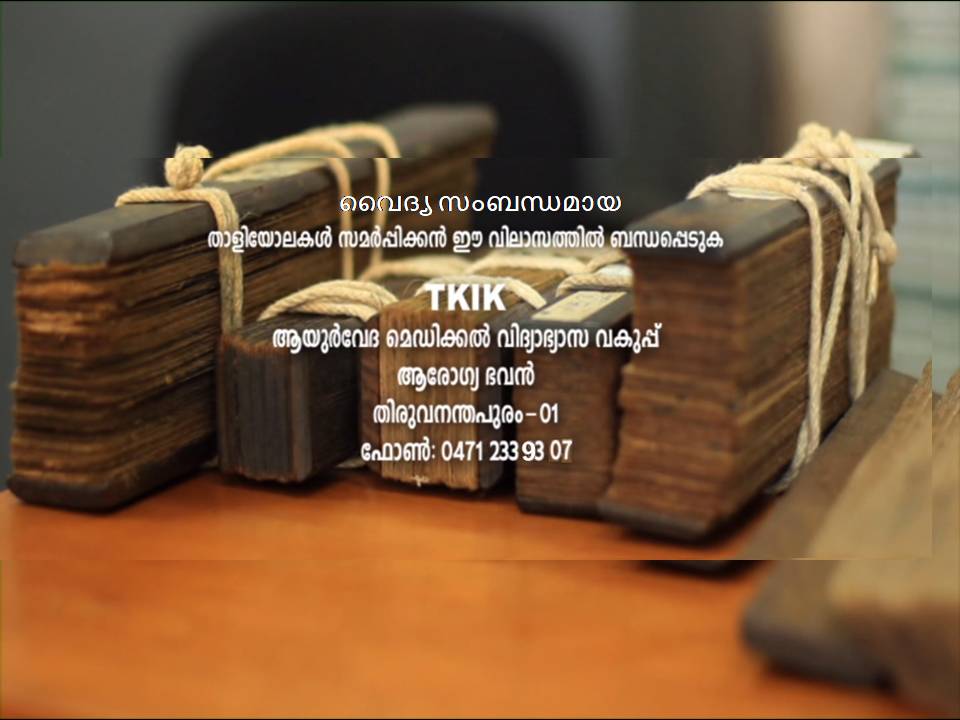 വൈദ്യ സംബന്ധമായ
താളിയോലകൾ സമർപ്പിക്കൻ ഈ വിലാസത്തിൽ ബന്ധപ്പെടുക
TKIK
ആയുർവേദ മെഡിക്കൽ വിദ്യാഭ്യാസ വകുപ്പ്
ആരോഗ്യ ഭവൻ
തിരുവനന്തപുരം - 01
ഫോൺ: 0471 233 93 07